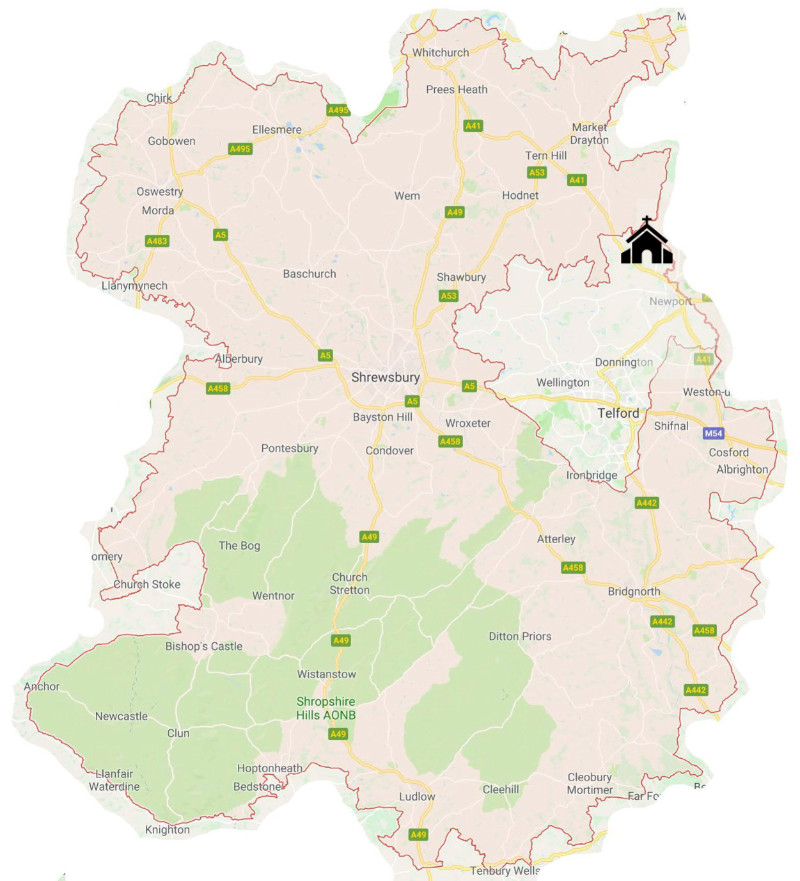 M
Whitchurch
Prees Heath
Chirk
A495
Ellesmere
A41
Market
Drayton
Gobowen
A495
Tern Hill
A53
A41
Oswestry
Wem
Hodnet
Morda
A49
A5
A483
Baschurch
Shawbury
Llanymynech
A53
Newport
Alberbury
A5
Donnington
A41
Shrewsbury
Wellington
A458
A5
Weston-u
A5
Telford
Bayston Hill
Wroxeter
Shifnal
M54
A458
Pontesbury
Condover
Cosford
Albrighton
Ironbridge
A442
A49
Atterley
The Bog
omery
A458
Church Stoke
Church
Stretton
Wentnor
Bridgnorth
A442
A458
Ditton Priors
A49
Bishop's Castle
Wistanstow
Anchor
A442
Shropshire
Hills AONB
Newcastle
Clun
A49
Hoptonheath
Llanfair
Waterdine
Bedstone
Cleobury
Mortimer
Cleehill
Ludlow
Far Fo
Be
Knighton
A49
Tenbury Wells